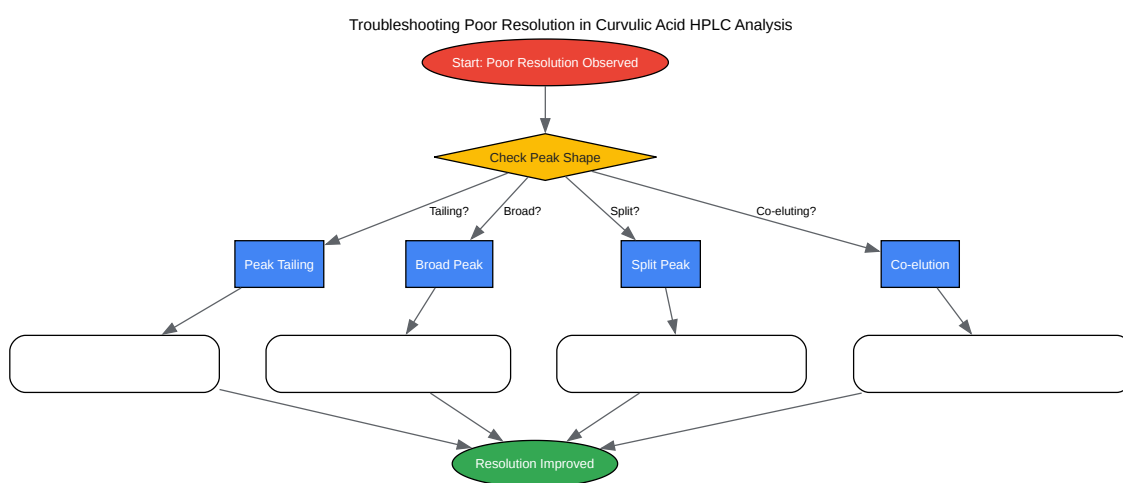 Troubleshooting Poor Resolution in Curvulic Acid HPLC Analysis
Start: Poor Resolution Observed
Check Peak Shape
Tailing?
Broad?
Split?
Co-eluting?
Peak Tailing
Broad Peak
Split Peak
Co-elution
Resolution Improved